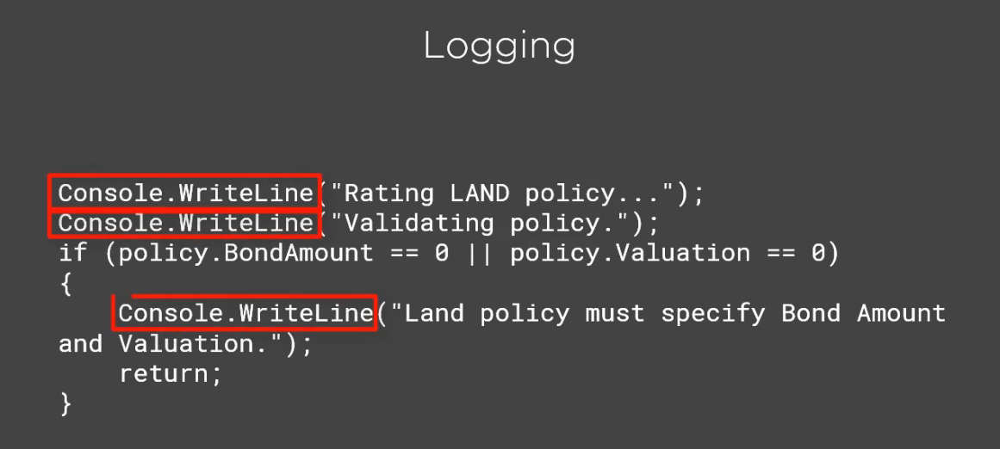 Logging
Console.WriteLine("Rating LAND policy...");
Console.WriteLine("Validating policy.");
if (policy.BondAmount == 0 || policy.Valuation == 0)
{
    Console.WriteLine("Land policy must specify Bond Amount
and Valuation.");
    return;
}